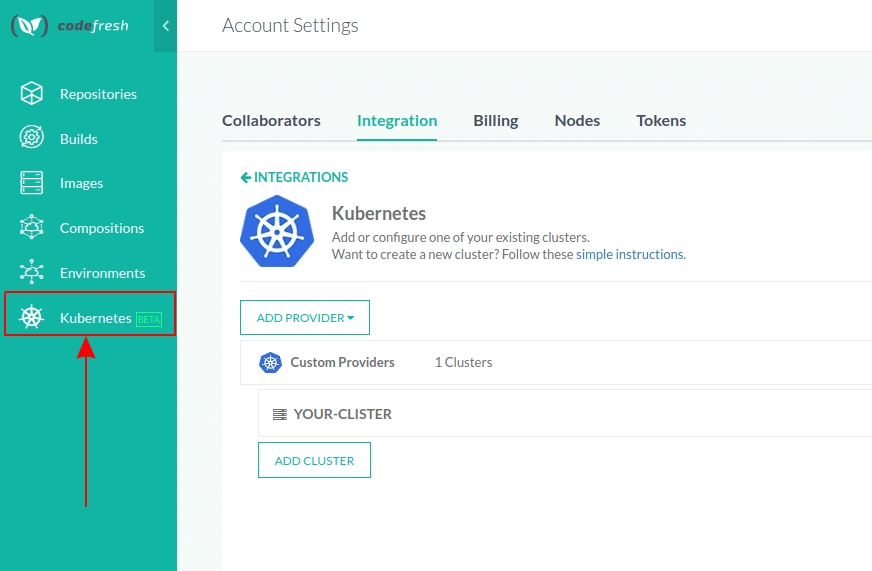 codefresh
Account Settings
Repositories
Builds
Images
Compositions
Environments
Kubernetes BETA
Collaborators Integration Billing Nodes Tokens
INTEGRATIONS
Kubernetes
Add or configure one of your existing clusters.
Want to create a new cluster? Follow these simple instructions.
ADD PROVIDER
Custom Providers 1 Clusters
YOUR-CLISTER
ADD CLUSTER